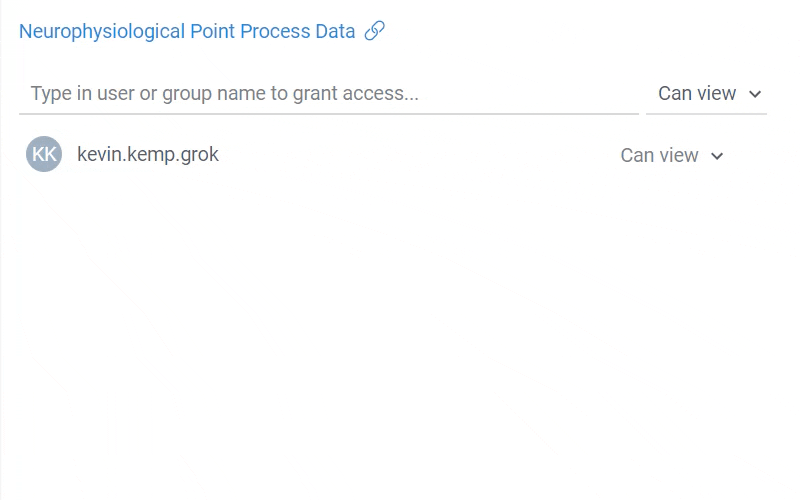 Neurophysiological Point Process Data
Type in user or group name to grant access... Can view
KK kevin.kemp.grok Can view